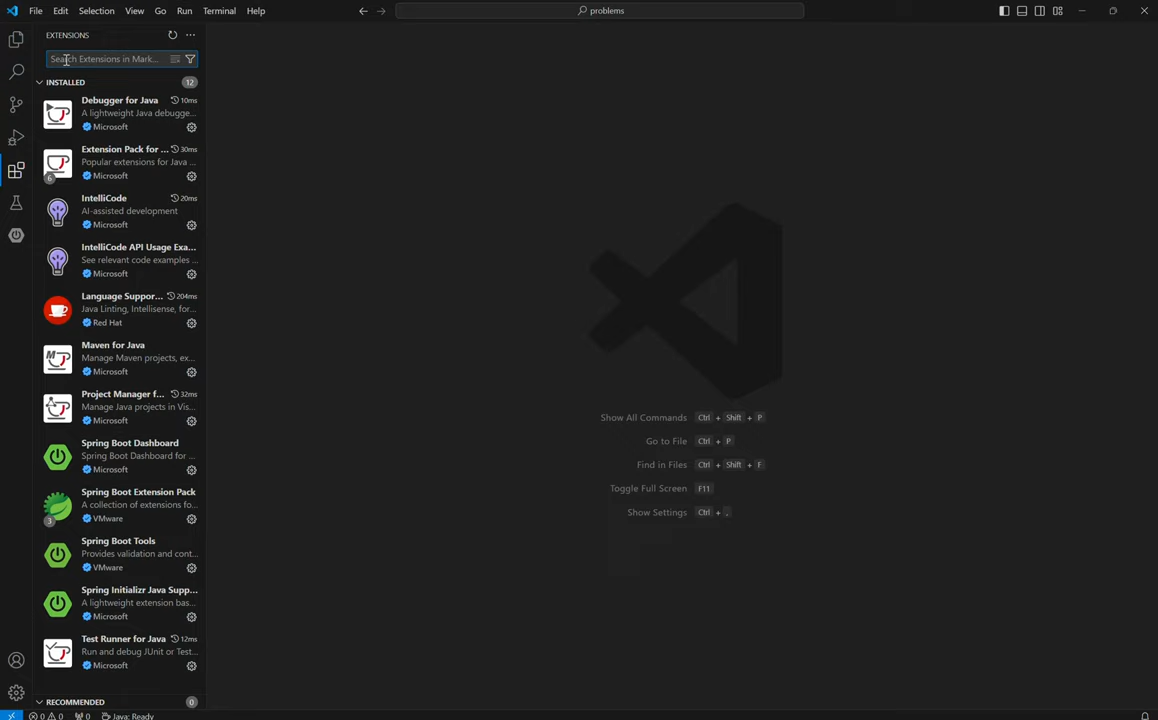 File Edit Selection View Go Run Terminal Help
problems
EXTENSIONS
Search Extensions in Mark...
INSTALLED 12
Debugger for Java 10ms
A lightweight Java debugge...
Microsoft
Extension Pack for ... 30ms
Popular extensions for Java ...
Microsoft
6
IntelliCode 20ms
AI-assisted development
Microsoft
IntelliCode API Usage Exa...
See relevant code examples ...
Microsoft
Language Suppor... 204ms
Java Linting, Intellisense, for...
Red Hat
Maven for Java
Manage Maven projects, ex...
Microsoft
Project Manager f... 32ms
Manage Java projects in Vis...
Microsoft
Spring Boot Dashboard
Spring Boot Dashboard for ...
Microsoft
Spring Boot Extension Pack
A collection of extensions fo...
VMware
3
Spring Boot Tools
Provides validation and cont...
VMware
Spring Initializr Java Supp...
A lightweight extension bas...
Microsoft
Test Runner for Java 12ms
Run and debug JUnit or Test...
Microsoft
RECOMMENDED 0
Show All Commands Ctrl + Shift + P
Go to File Ctrl + P
Find in Files Ctrl + Shift + F
Toggle Full Screen F11
Show Settings Ctrl + ,
0 0 0 Java: Ready